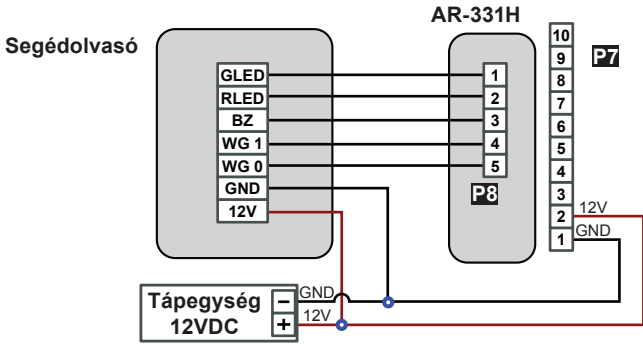 AR-331H
Segédolvasó
GLED
RLED
BZ
WG 1
WG 0
GND
12V
1
2
3
4
5
P8
10
9
8
7
6
5
4
3
2
1
P7
12V
GND
Tápegység
12VDC
–
+
GND
12V